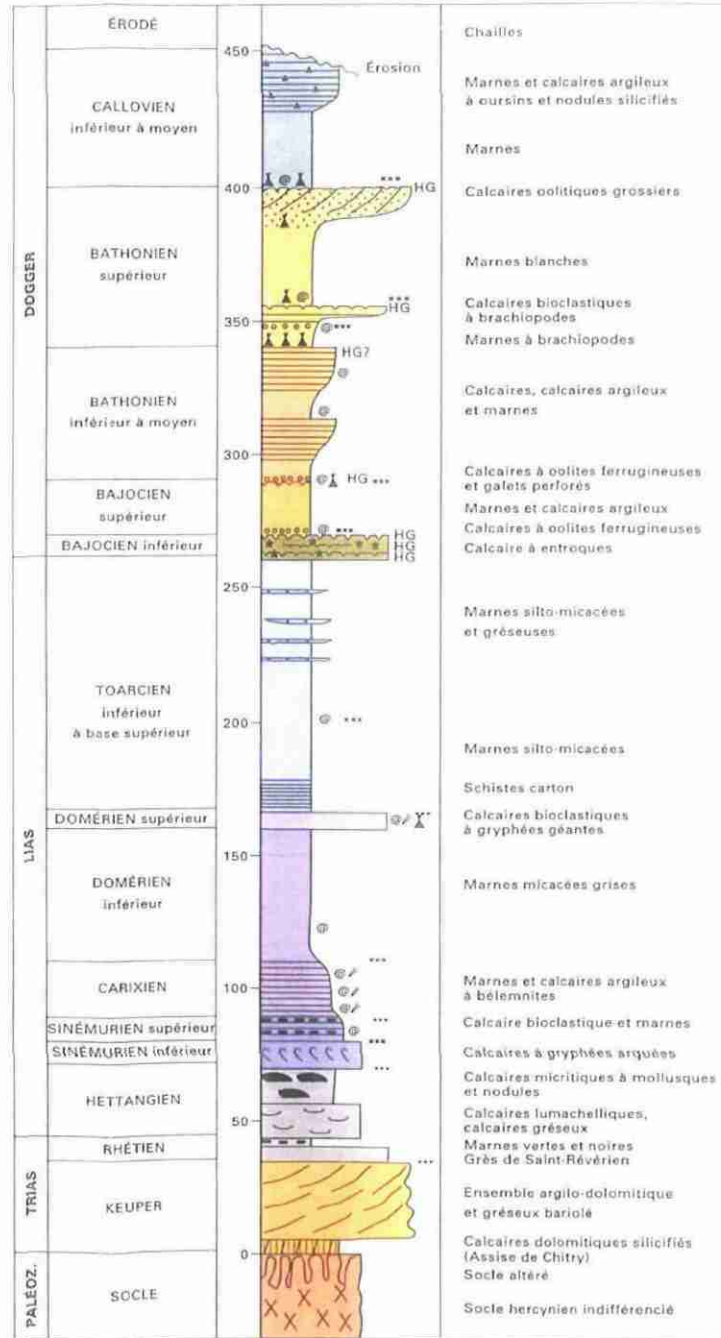 ÉRODÉ
Chailles
450
Érosion
CALLOVIEN
inférieur à moyen
Marnes et calcaires argileux
à oursins et nodules silicifiés
Marnes
400
HG
Calcaires oolitiques grossiers
DOGGER
BATHONIEN
supérieur
Marnes blanches
HG
Calcaires bioclastiques
à brachiopodes
350
Marnes à brachiopodes
HG?
BATHONIEN
inférieur à moyen
Calcaires, calcaires argileux
et marnes
300
HG
Calcaires à oolites ferrugineuses
et galets perforés
BAJOCIEN
supérieur
Marnes et calcaires argileux
Calcaires à oolites ferrugineuses
BAJOCIEN inférieur
HG
HG
HG
Calcaire à entroques
250
Marnes silto-micacées
et gréseuses
TOARCIEN
inférieur
à base supérieur
200
Marnes silto-micacées
Schistes carton
LIAS
DOMÉRIEN supérieur
Calcaires bioclastiques
à gryphées géantes
150
DOMÉRIEN
inférieur
Marnes micacées grises
CARIXIEN
100
Marnes et calcaires argileux
à bélemnites
SINÉMURIEN supérieur
Calcaire bioclastique et marnes
SINÉMURIEN inférieur
Calcaires à gryphées arquées
HETTANGIEN
Calcaires micritiques à mollusques
et nodules
50
Calcaires lumachelliques,
calcaires gréseux
TRIAS
RHÉTIEN
Marnes vertes et noires
Grès de Saint-Révérien
KEUPER
Ensemble argilo-dolomitique
et gréseux bariolé
0
Calcaires dolomitiques silicifiés
(Assise de Chitry)
PALÉOZ.
SOCLE
Socle altéré
Socle hercynien indifférencié